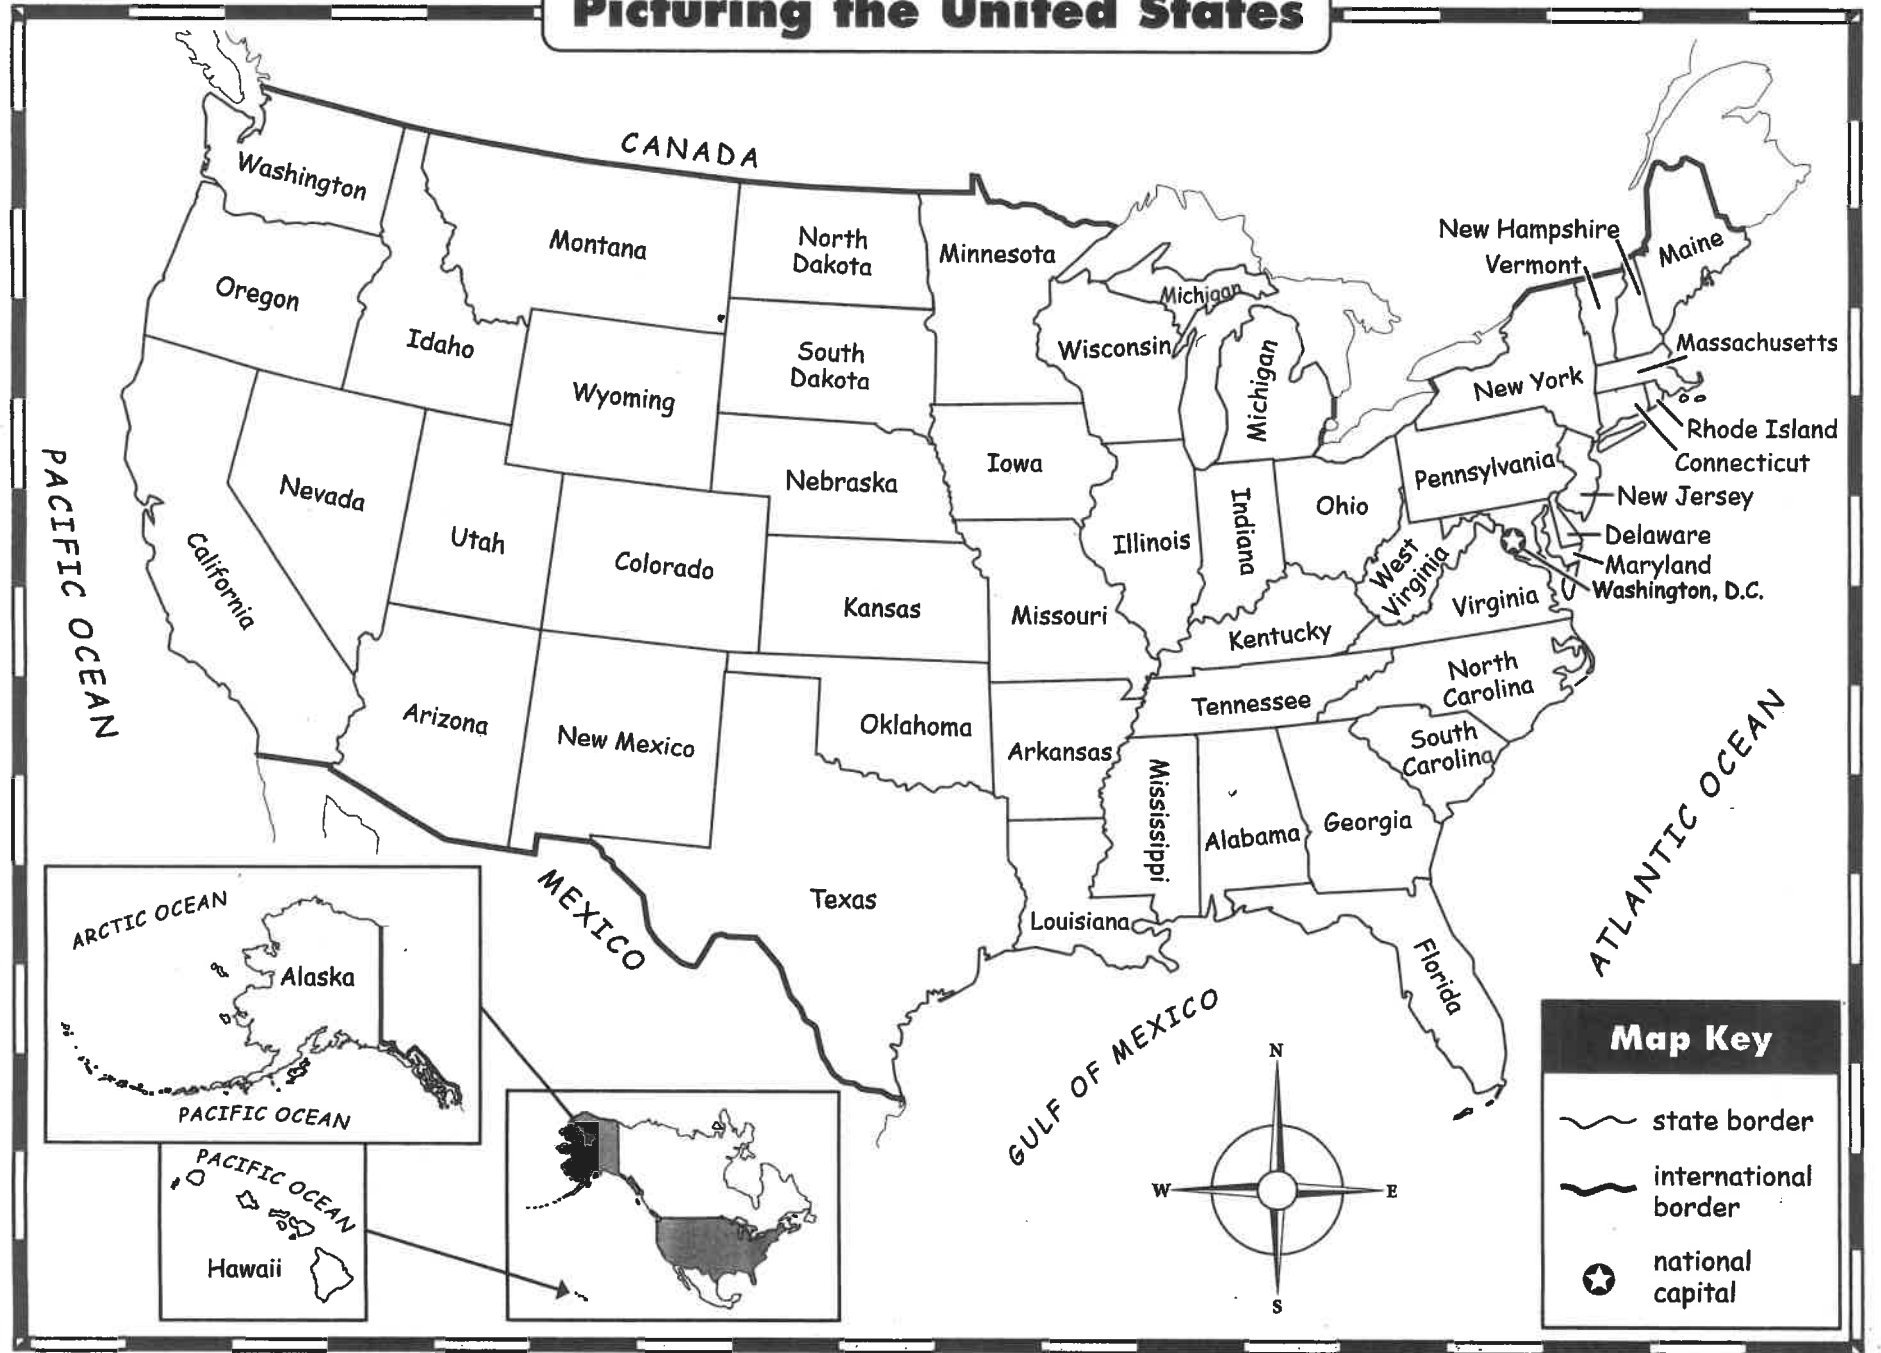 Picturing the United States
CANADA
Washington
Montana
North
Dakota
Minnesota
Oregon
Idaho
Wyoming
South
Dakota
Wisconsin
Michigan
Michigan
New Hampshire
Vermont
Maine
Massachusetts
New York
Rhode Island
Connecticut
New Jersey
Delaware
Maryland
Washington, D.C.
Pennsylvania
Nevada
Utah
Colorado
Nebraska
Iowa
Illinois
Indiana
Ohio
West
Virginia
Virginia
California
Kansas
Missouri
Kentucky
Arizona
New Mexico
Oklahoma
Arkansas
Tennessee
North
Carolina
South
Carolina
Texas
Louisiana
Mississippi
Alabama
Georgia
Florida
PACIFIC OCEAN
MEXICO
GULF OF MEXICO
ATLANTIC OCEAN
ARCTIC OCEAN
Alaska
PACIFIC OCEAN
PACIFIC OCEAN
Hawaii
N
W
E
S
Map Key
state border
international
border
national
capital